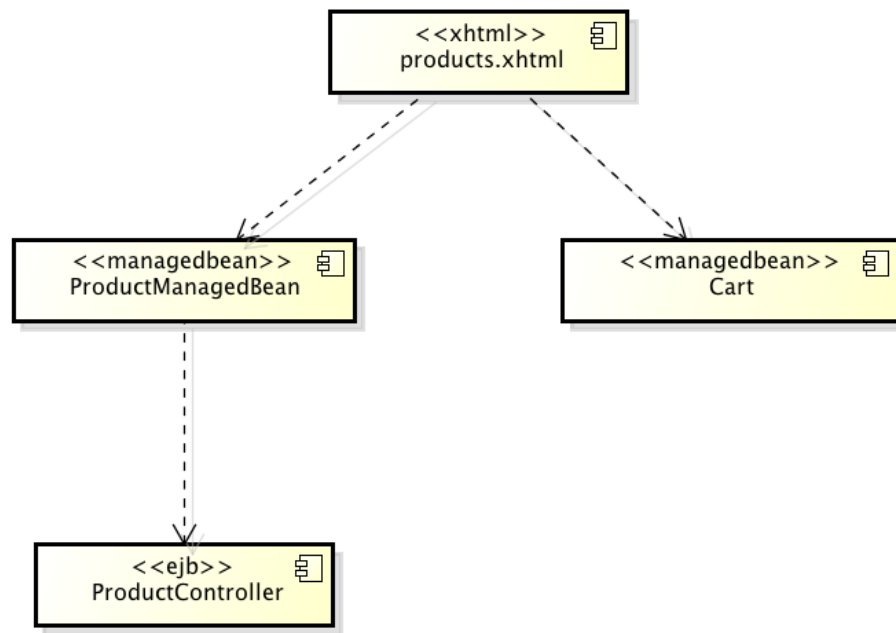 <<xhtml>>
products.xhtml
<<managedbean>>
ProductManagedBean
<<managedbean>>
Cart
<<ejb>>
ProductController